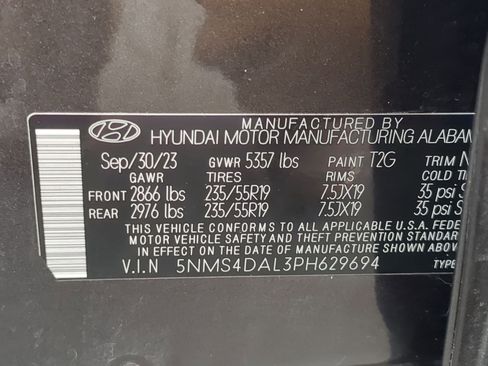 MANUFACTURED BY
HYUNDAI MOTOR MANUFACTURING ALABAM
Sep/30/23 GVWR 5357 lbs PAINT T2G TRIM N
GAWR TIRES RIMS COLD TI
FRONT 2866 lbs 235/55R19 7.5JX19 35 psi S
REAR 2976 lbs 235/55R19 7.5JX19 35 psi S
THIS VEHICLE CONFORMS TO ALL APPLICABLE U.S.A. FEDE
MOTOR VEHICLE SAFETY AND THEFT PREVENTION STANDAR
IN EFFECT ON THE DATE OF MANUFACTURE SHOWN ABOV
V.I.N 5NMS4DAL3PH629694 TYPE